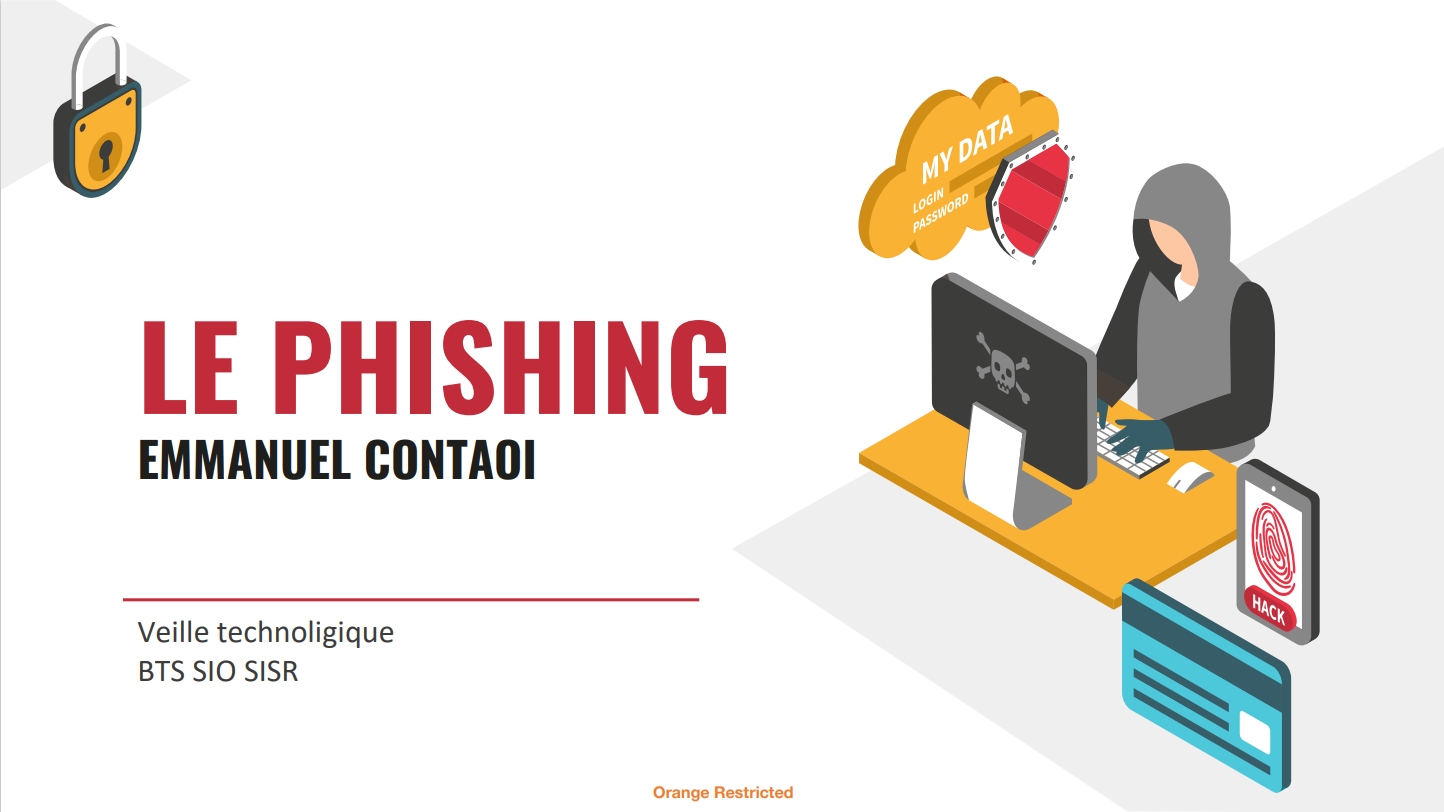 MY DATA
LOGIN
PASSWORD
LE PHISHING
EMMANUEL CONTAOI
HACK
Veille technoligique
BTS SIO SISR
Orange Restricted